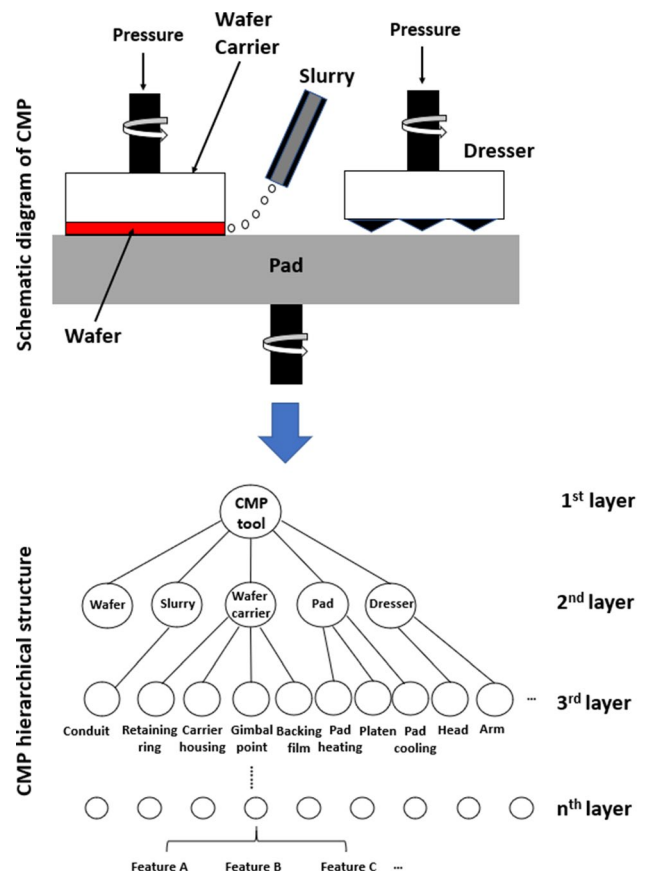 Schematic diagram of CMP
Pressure
Wafer
Carrier
Slurry
Pressure
Dresser
Pad
Wafer
CMP hierarchical structure
CMP
tool
1st layer
Wafer
Slurry
Wafer
carrier
Pad
Dresser
2nd layer
...
3rd layer
Conduit
Retaining
ring
Carrier
housing
Gimbal
point
Backing
film
Pad
heating
Platen
Pad
cooling
Head
Arm
nth layer
Feature A Feature B Feature C ...